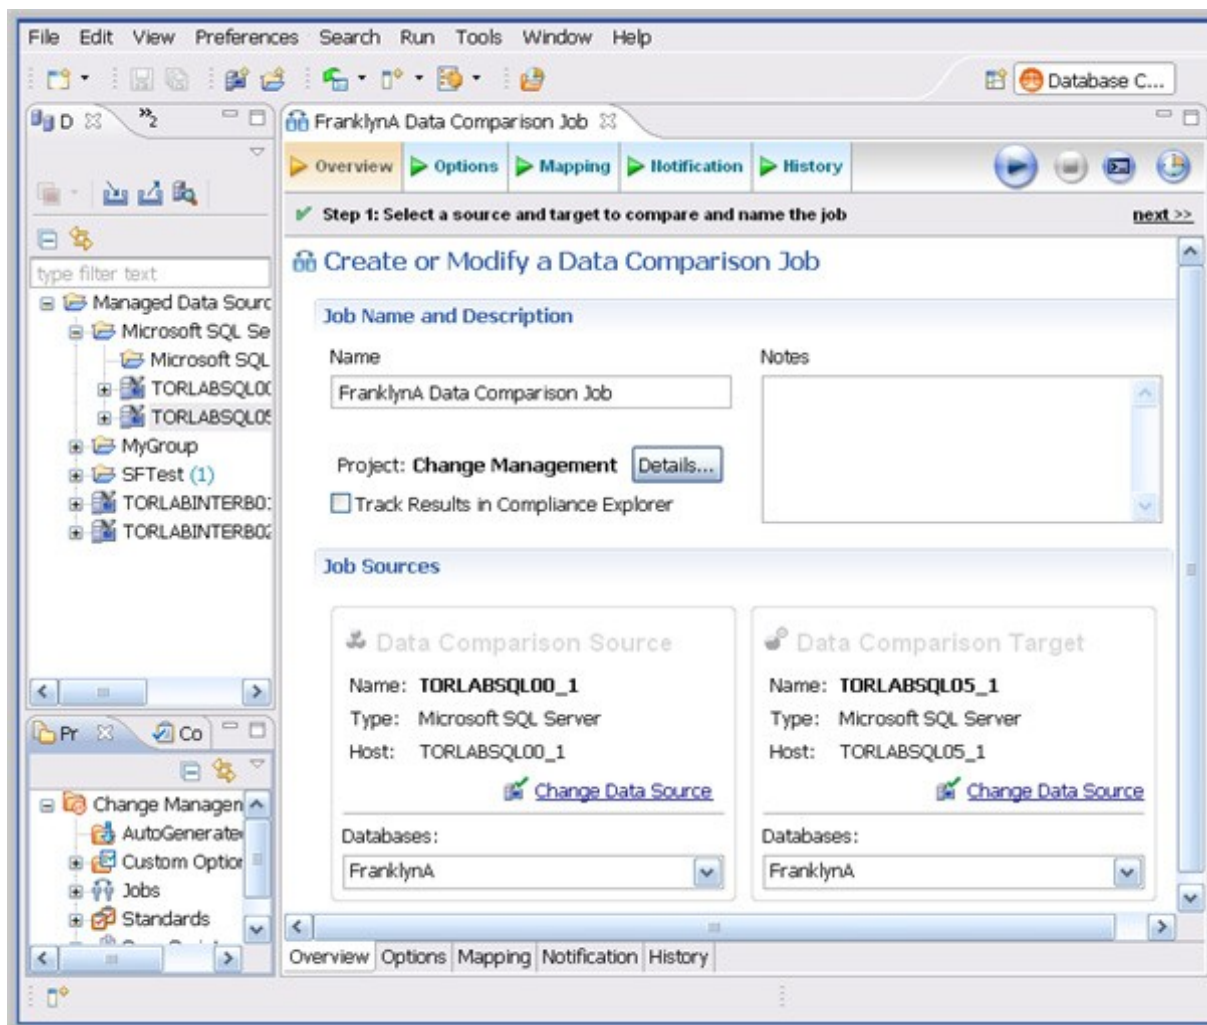 File Edit View Preferences Search Run Tools Window Help
Database C...
D
»2
FranklynA Data Comparison Job
Overview Options Mapping Notification History
Step 1: Select a source and target to compare and name the job
next >>
type filter text
Managed Data Sourc
Microsoft SQL Se
Microsoft SQL
TORLABSQL00
TORLABSQL05
MyGroup
SFTest (1)
TORLABINTERB01
TORLABINTERB02
Create or Modify a Data Comparison Job
Job Name and Description
Name
FranklynA Data Comparison Job
Notes
Project: Change Management
Details...
Track Results in Compliance Explorer
Job Sources
Data Comparison Source
Name: TORLABSQL00_1
Type: Microsoft SQL Server
Host: TORLABSQL00_1
Change Data Source
Databases:
FranklynA
Data Comparison Target
Name: TORLABSQL05_1
Type: Microsoft SQL Server
Host: TORLABSQL05_1
Change Data Source
Databases:
FranklynA
Pr
Co
Change Managen
AutoGenerate
Custom Option
Jobs
Standards
Overview Options Mapping Notification History